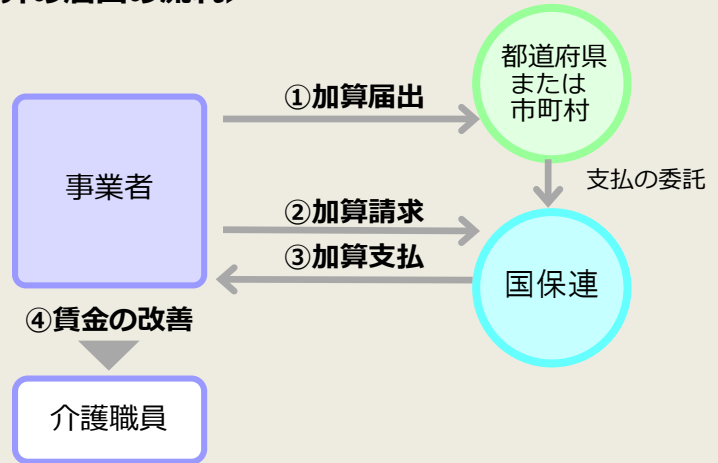 都道府県
または
市町村
①加算届出
事業者
支払の委託
②加算請求
③加算支払
国保連
④賃金の改善
介護職員